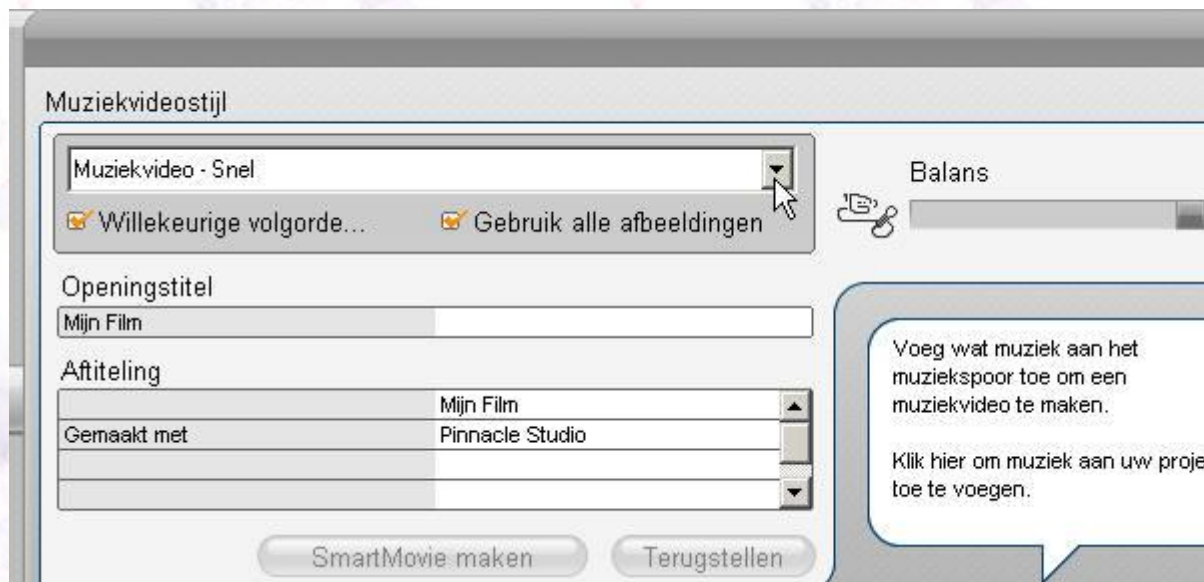 Muziekvideostijl
Muziekvideo - Snel
Willekeurige volgorde...
Gebruik alle afbeeldingen
Openingstitel
Mijn Film
Aftiteling
Mijn Film
Gemaakt met Pinnacle Studio
SmartMovie maken
Terugstellen
Balans
Voeg wat muziek aan het
muziekspoor toe om een
muziekvideo te maken.
Klik hier om muziek aan uw proje
toe te voegen.